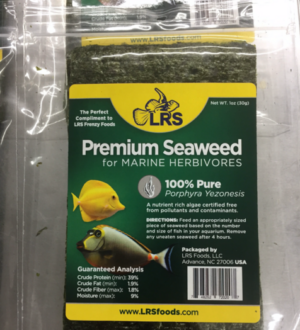 www.LRSfoods.com
LRS
Net WT. 1oz (30g)
The Perfect
Compliment to
LRS Frenzy Foods
Premium Seaweed
for MARINE HERBIVORES
100% Pure
Porphyra Yezonesis
A nutrient rich algae certified free
from pollutants and contaminants.
DIRECTIONS: Feed an appropriately sized
piece of seaweed based on the number
and size of fish in your aquarium. Remove
any uneaten seaweed after 4 hours.
Packaged by
LRS Foods, LLC
Advance, NC 27006 USA
Guaranteed Analysis
Crude Protein (min): 39%
Crude Fat (min): 1.9%
Crude Fiber (max): 1.8%
Moisture (max): 9%
www.LRSfoods.com